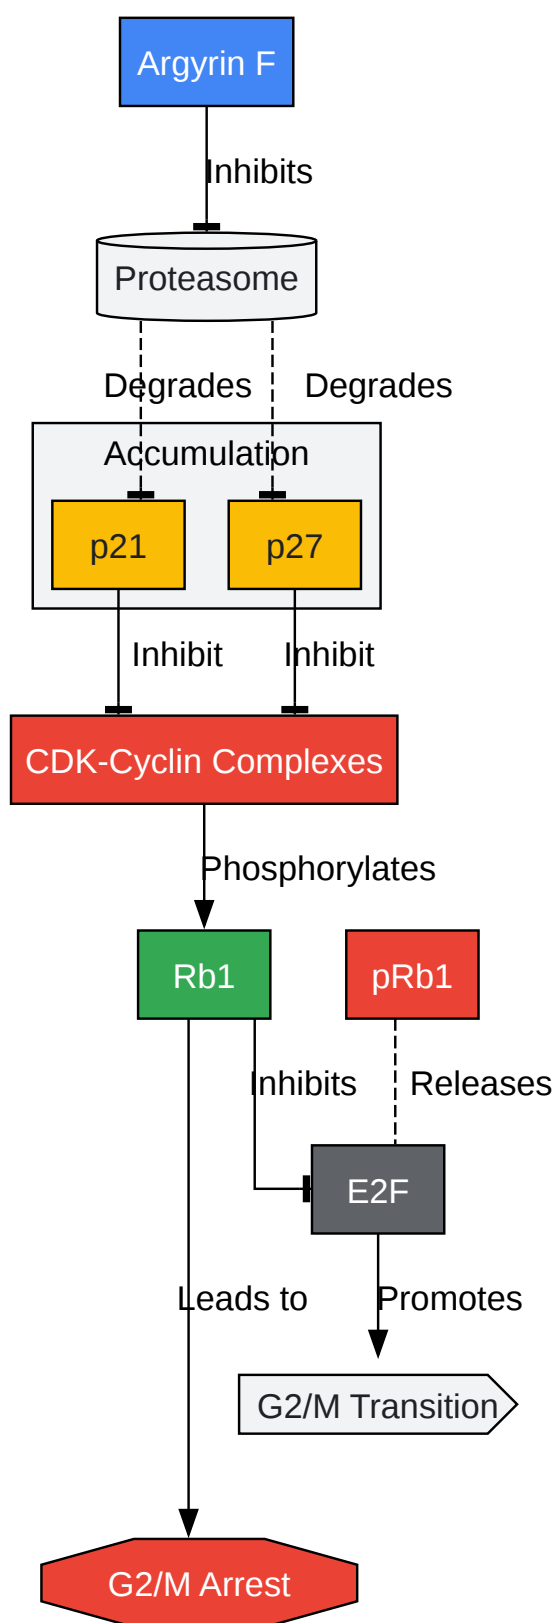 Argyrin F
Inhibits
Proteasome
Degrades
Degrades
Accumulation
p21
p27
Inhibit
Inhibit
CDK-Cyclin Complexes
Phosphorylates
Rb1
pRb1
Inhibits
Releases
E2F
Leads to
Promotes
G2/M Transition
G2/M Arrest